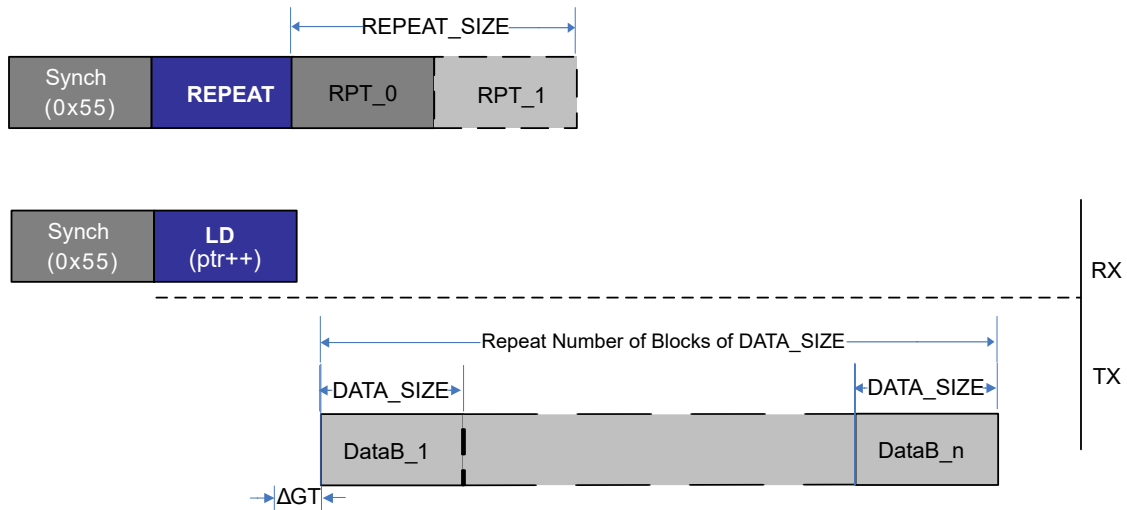 REPEAT_SIZE
Synch
(0x55)
REPEAT
RPT_0
RPT_1
Synch
(0x55)
LD
(ptr++)
RX
Repeat Number of Blocks of DATA_SIZE
TX
DATA_SIZE
DATA_SIZE
DataB_1
DataB_n
ΔGT